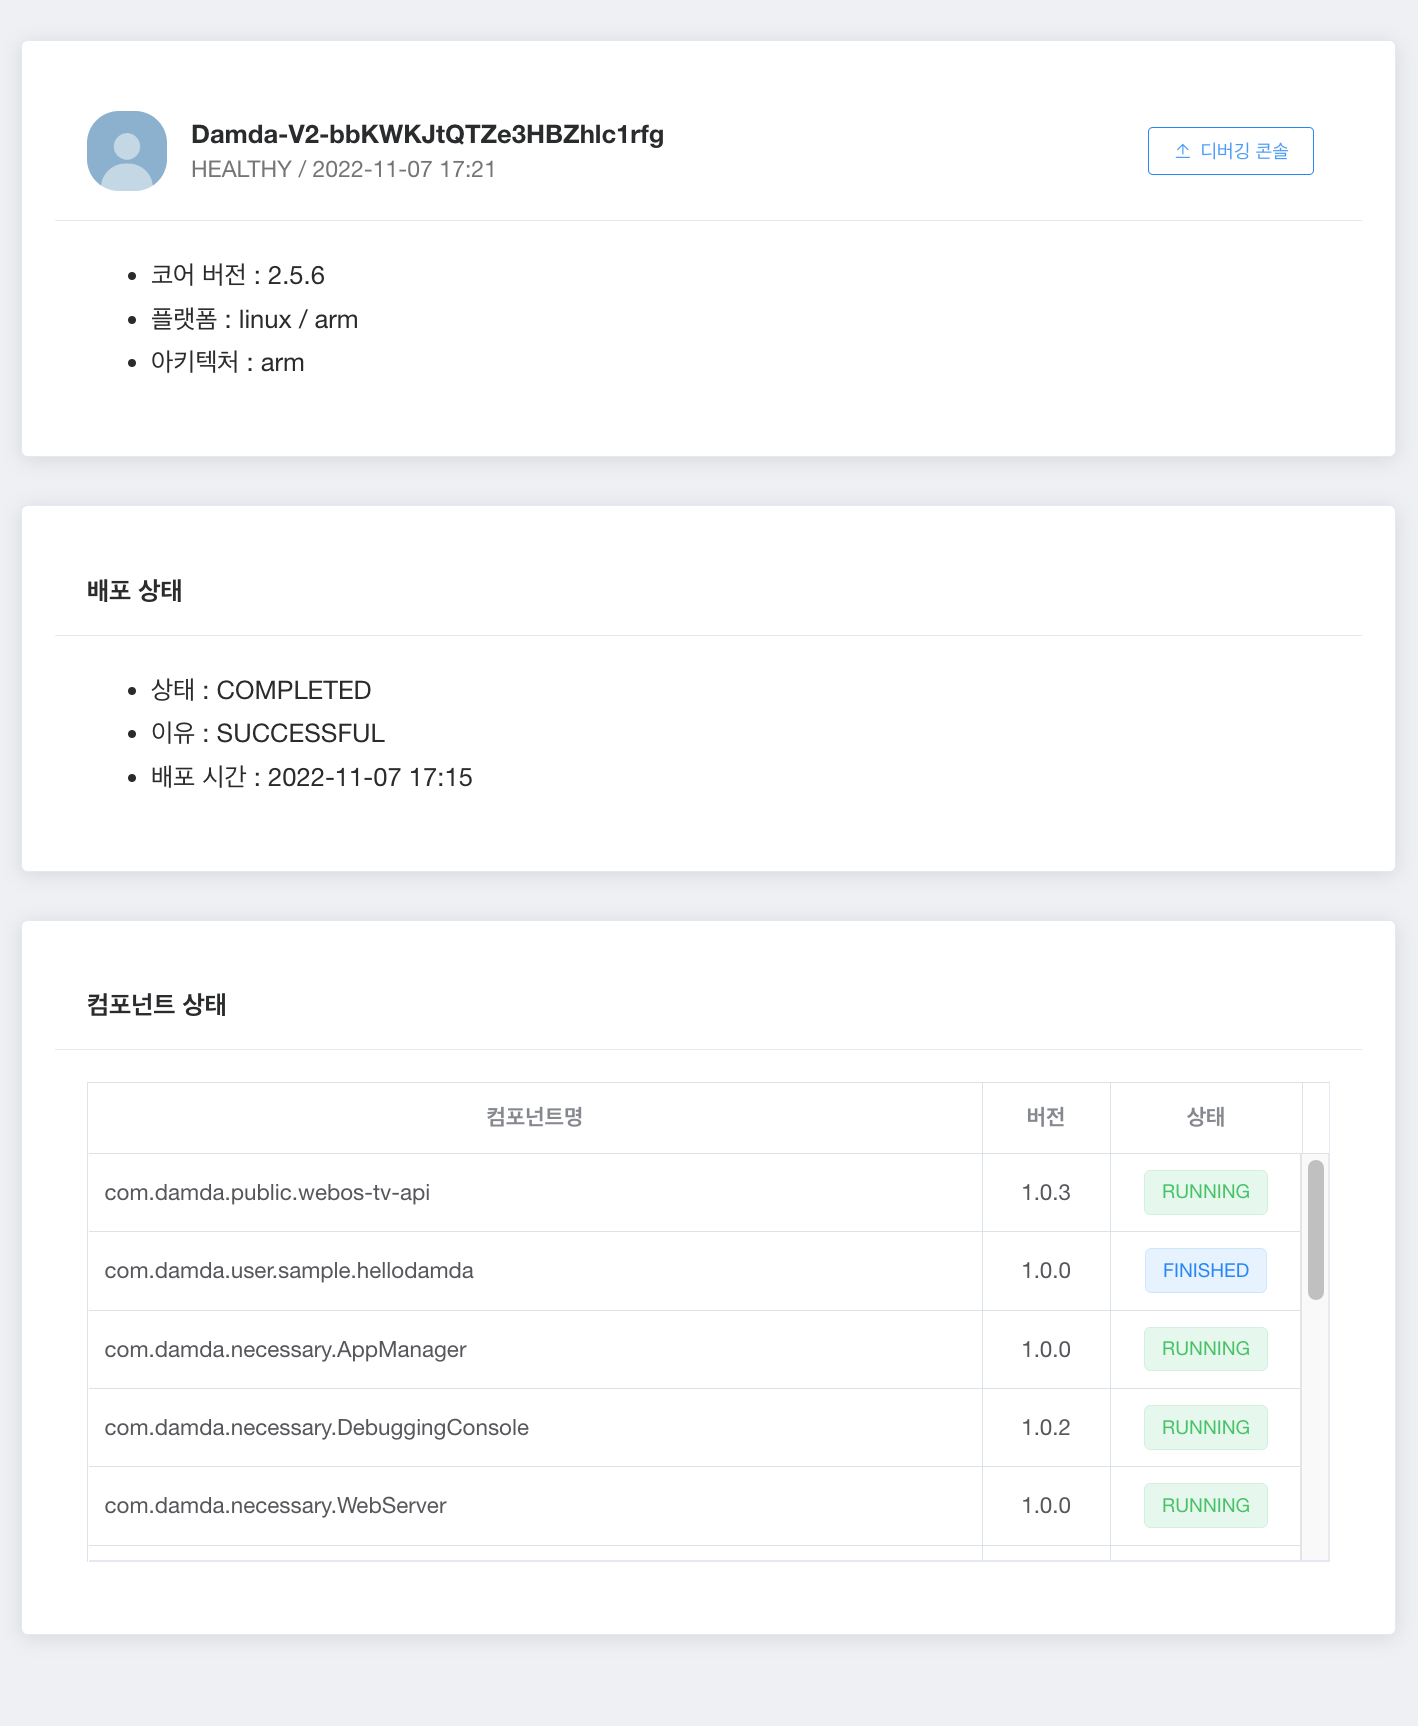 Damda-V2-bbKWKJtQTZe3HBZhlc1rfg
HEALTHY / 2022-11-07 17:21
디버깅 콘솔
코어 버전 : 2.5.6
플랫폼 : linux / arm
아키텍처 : arm
배포 상태
상태 : COMPLETED
이유 : SUCCESSFUL
배포 시간 : 2022-11-07 17:15
컴포넌트 상태
컴포넌트명 버전 상태
com.damda.public.webos-tv-api 1.0.3 RUNNING
com.damda.user.sample.hellodamda 1.0.0 FINISHED
com.damda.necessary.AppManager 1.0.0 RUNNING
com.damda.necessary.DebuggingConsole 1.0.2 RUNNING
com.damda.necessary.WebServer 1.0.0 RUNNING